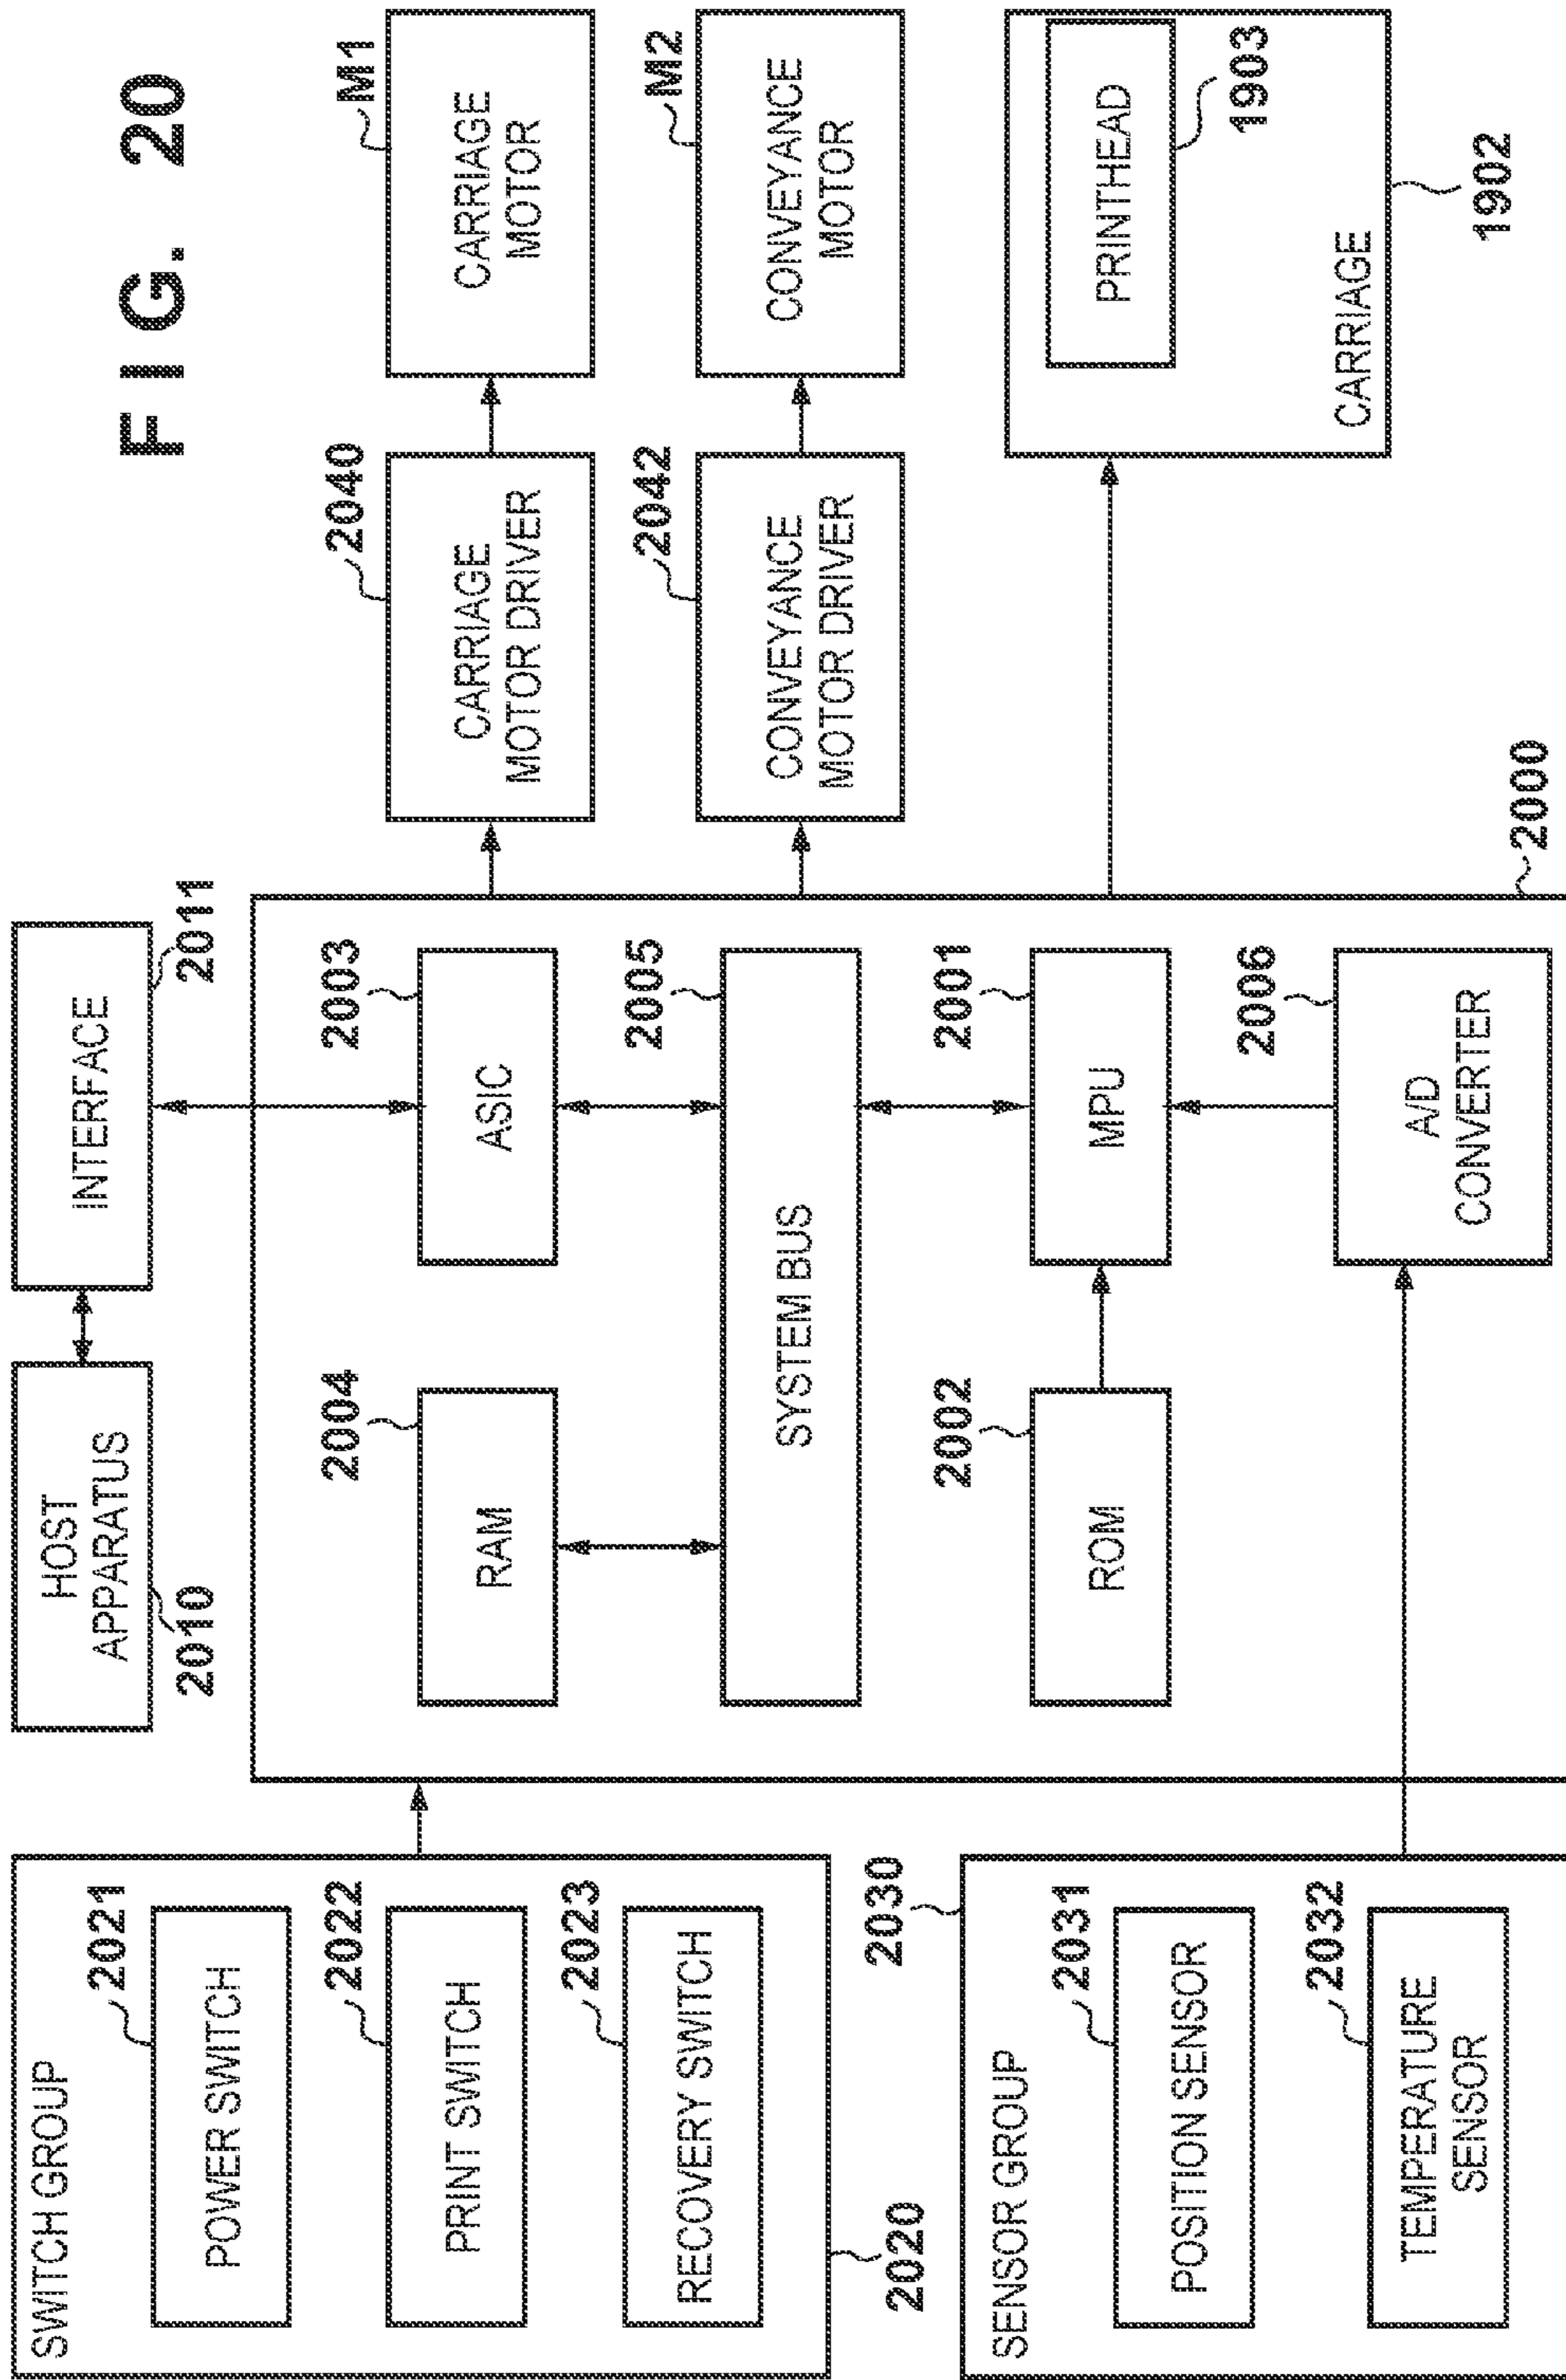 FIG. 20
HOST
APPARATUS
2010
INTERFACE
2011
SWITCH GROUP
POWER SWITCH
2021
PRINT SWITCH
2022
RECOVERY SWITCH
2023
2020
SENSOR GROUP
2030
POSITION SENSOR
2031
TEMPERATURE
SENSOR
2032
RAM
2004
ASIC
2003
SYSTEM BUS
2005
ROM
2002
MPU
2001
A/D
CONVERTER
2006
2000
CARRIAGE
MOTOR DRIVER
2040
CARRIAGE
MOTOR
M1
CONVEYANCE
MOTOR DRIVER
2042
CONVEYANCE
MOTOR
M2
PRINTHEAD
1903
CARRIAGE
1902